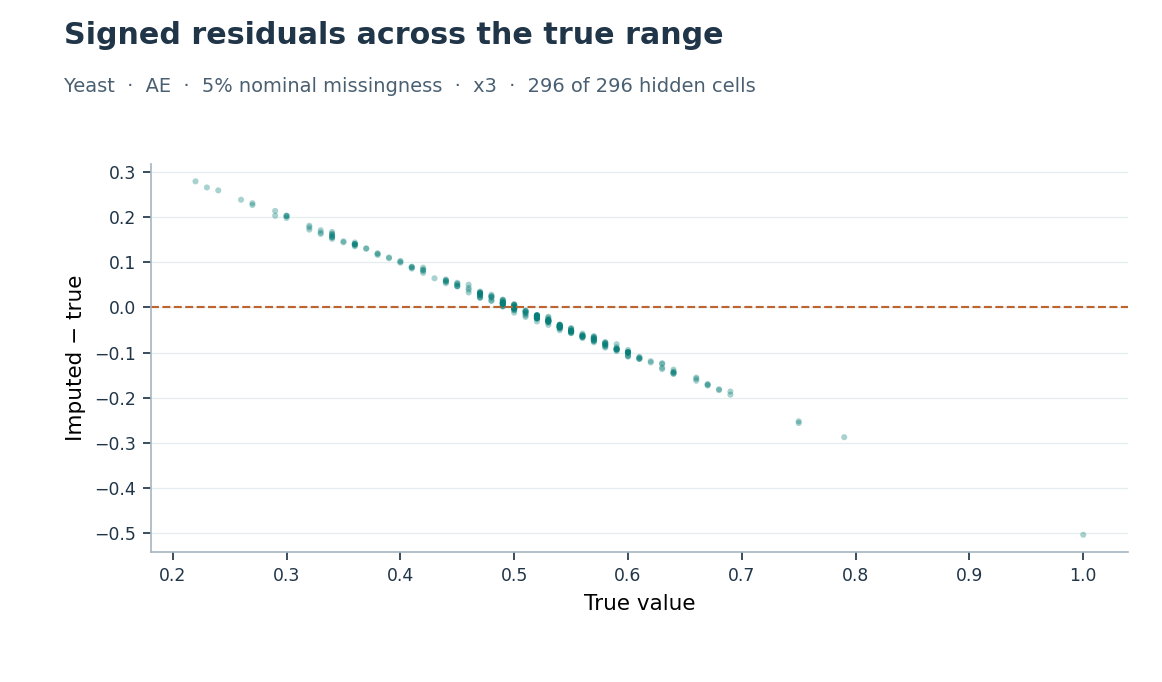 Signed residuals across the true range
Yeast · AE · 5% nominal missingness · x3 · 296 of 296 hidden cells
Imputed − true
0.3
0.2
0.1
0.0
−0.1
−0.2
−0.3
−0.4
−0.5
0.2 0.3 0.4 0.5 0.6 0.7 0.8 0.9 1.0
True value